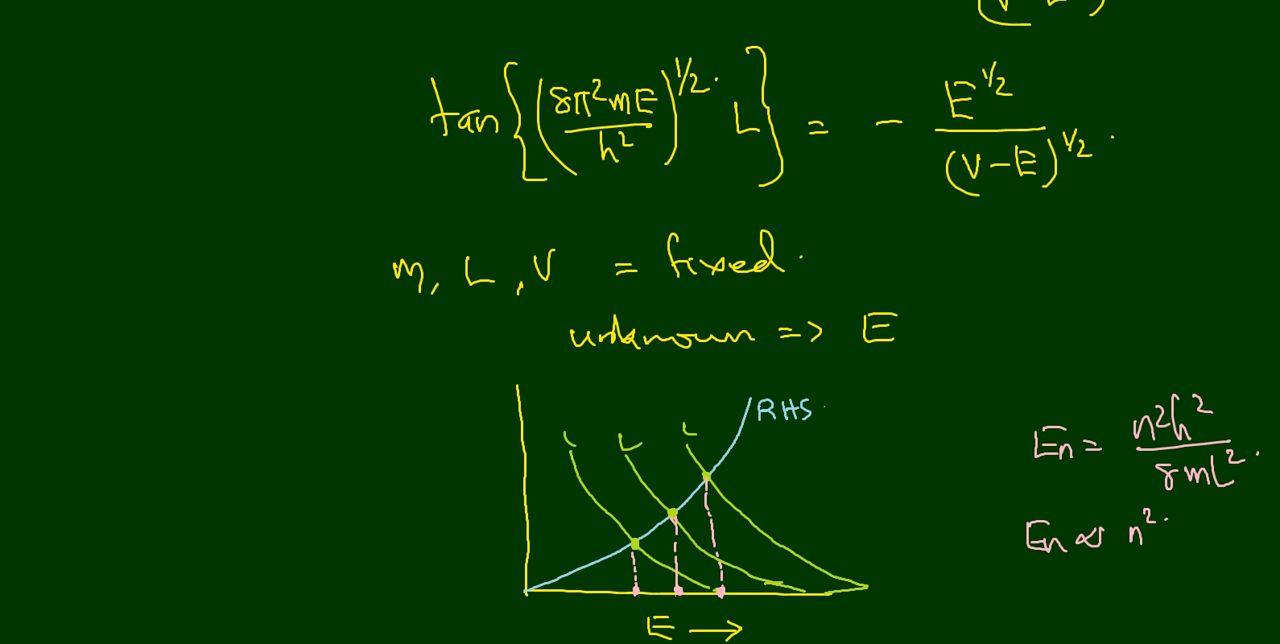 tan{(8π²mE/h²)^1/2 · L} = - E^1/2/(V-E)^1/2 .
m, L, V = fixed.
unknown => E
RHS
L L L
E →
En = n²h²/8mL² .
En ∝ n² .